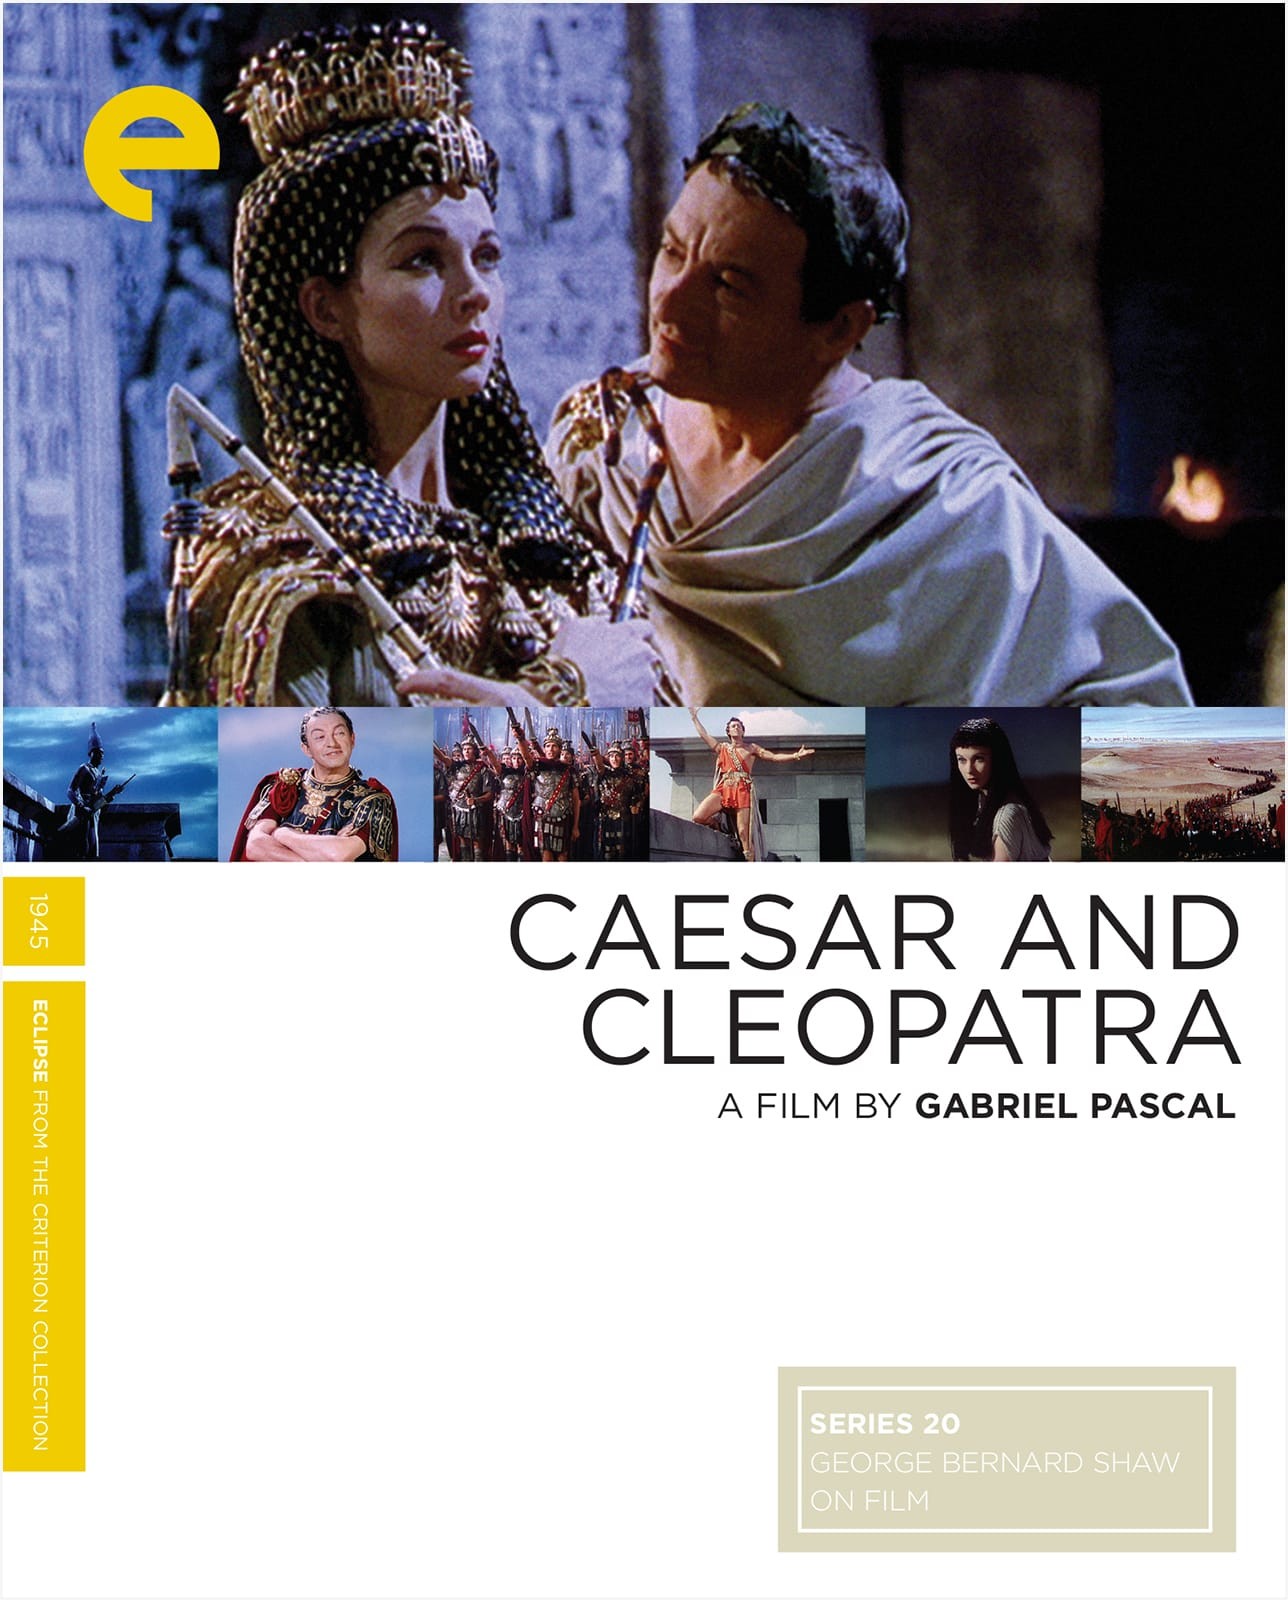 e
1945
ECLIPSE FROM THE CRITERION COLLECTION
CAESAR AND
CLEOPATRA
A FILM BY GABRIEL PASCAL
SERIES 20
GEORGE BERNARD SHAW
ON FILM